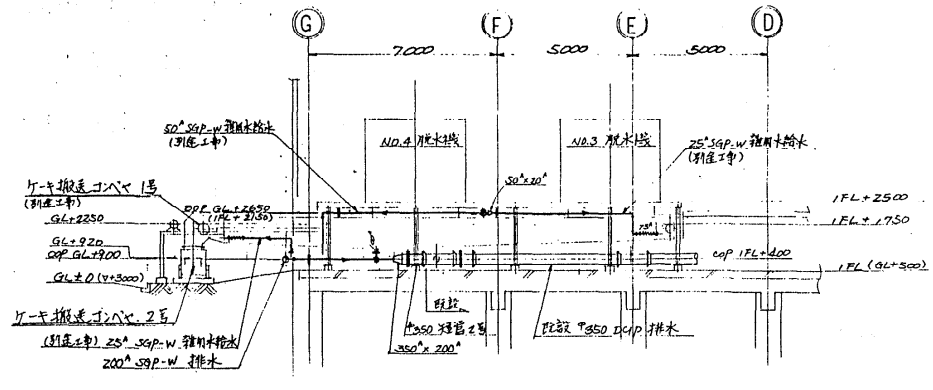 G
F
E
D
7000
5000
5000
50ᴬ SGP-W 雑用水給水
(別途工事)
NO.4 脱水機
NO.3 脱水機
25ᴬ SGP-W 雑用水給水
(別途工事)
50ᴬ×20ᴬ
ケーキ搬送コンベヤ 1号
(別途工事)
COP GL+2650
(1FL+2150)
GL+2250
1FL+2500
1FL+1750
GL+920
COP GL+900
COP 1FL+400
GL±0 (▽+3000)
1FL (GL+500)
ケーキ搬送コンベヤ. 2号
既設
(別途工事) 25ᴬ SGP-W 雑用水給水
φ350 短管2号
既設 φ350 DCIP 排水
200ᴬ SGP-W 排水
350ᴬ×200ᴬ